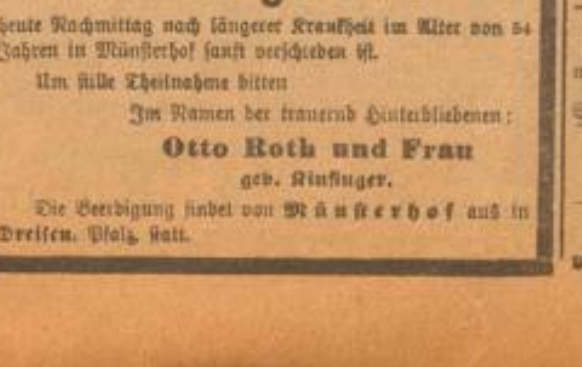 heute Nachmittag nach längerer Krankheit im Alter von 54
Jahren in Münsterhof sanft verschieden ist.
Um stille Theilnahme bitten
Im Namen der trauernd Hinterbliebenen:
Otto Roth und Frau
geb. Kinfinger.
Die Beerdigung findet von Münsterhof aus in
Dreisen, Pfalz, statt.